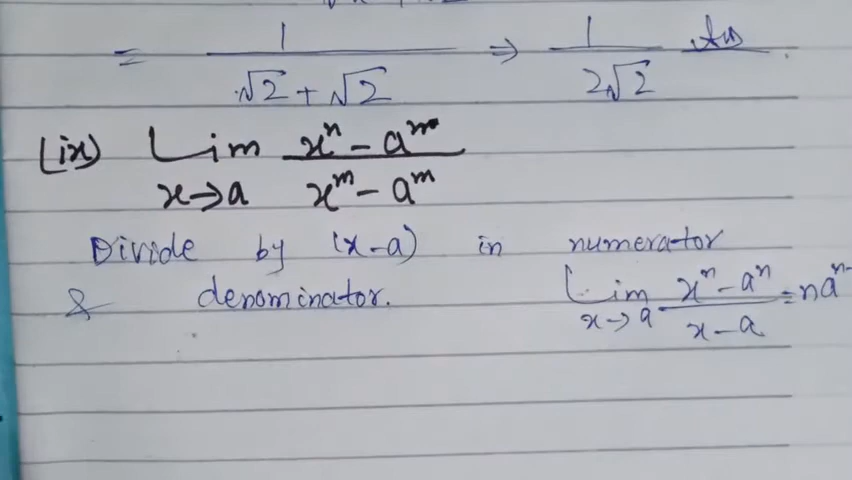 = 1/(√2 + √2) ⇒ 1/(2√2) Ans
(ix) Lim x→a (xⁿ - aᵐ)/(xᵐ - aᵐ)
Divide by (x-a) in numerator
& denominator. Lim x→a (xⁿ - aⁿ)/(x - a) = naⁿ⁻